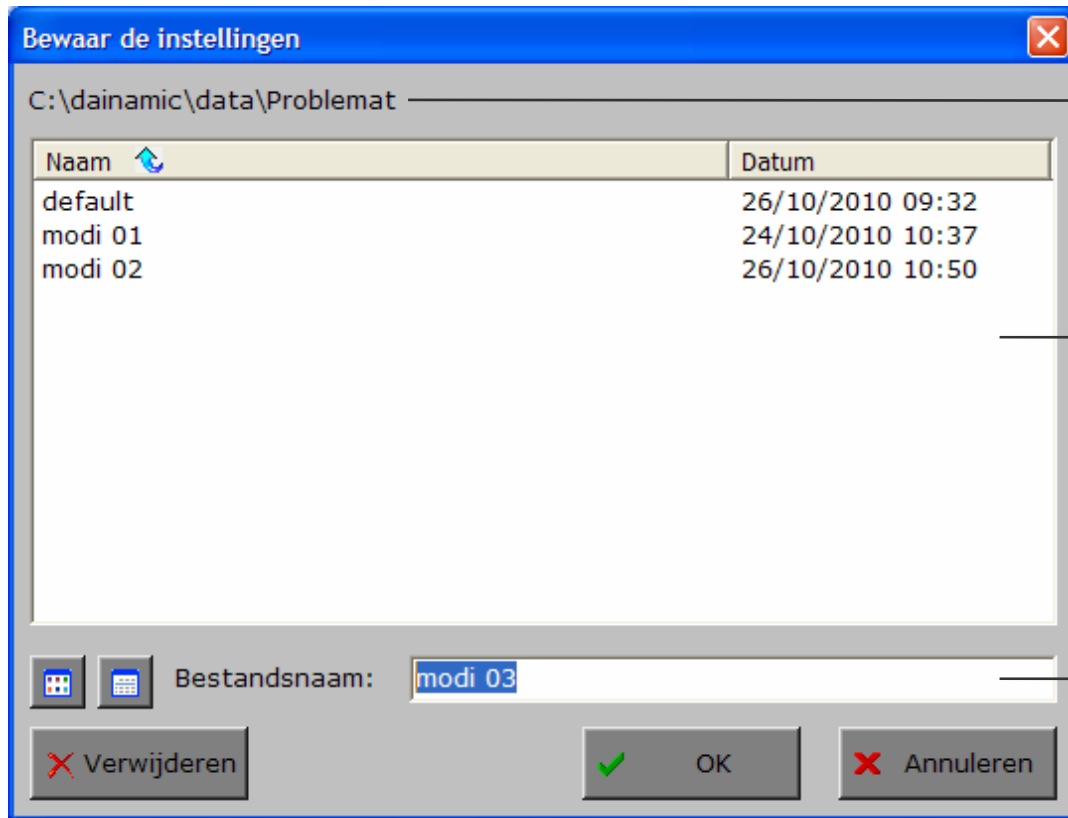 Bewaar de instellingen
C:\dainamic\data\Problemat
Naam Datum
default 26/10/2010 09:32
modi 01 24/10/2010 10:37
modi 02 26/10/2010 10:50
Bestandsnaam: modi 03
Verwijderen OK Annuleren